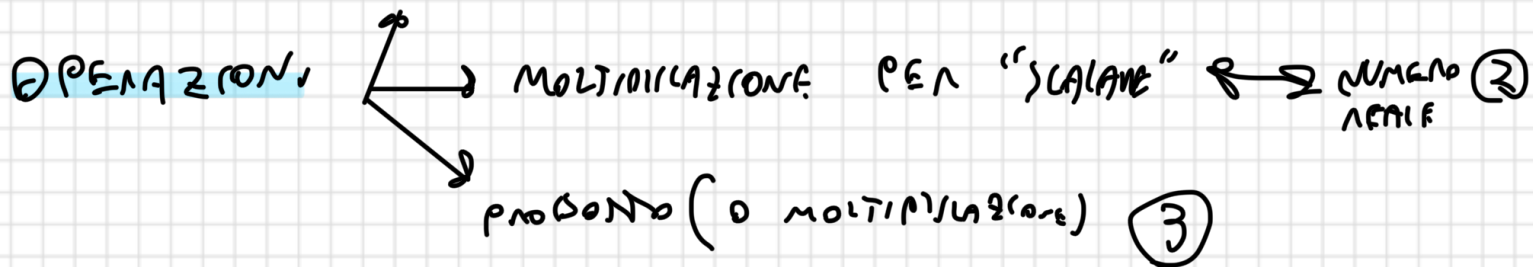 OPERAZIONI
MOLTIPLICAZIONE PER "SCALARE" ↔ NUMERO REALE ②
PRODOTTO (O MOLTIPLICAZIONE) ③